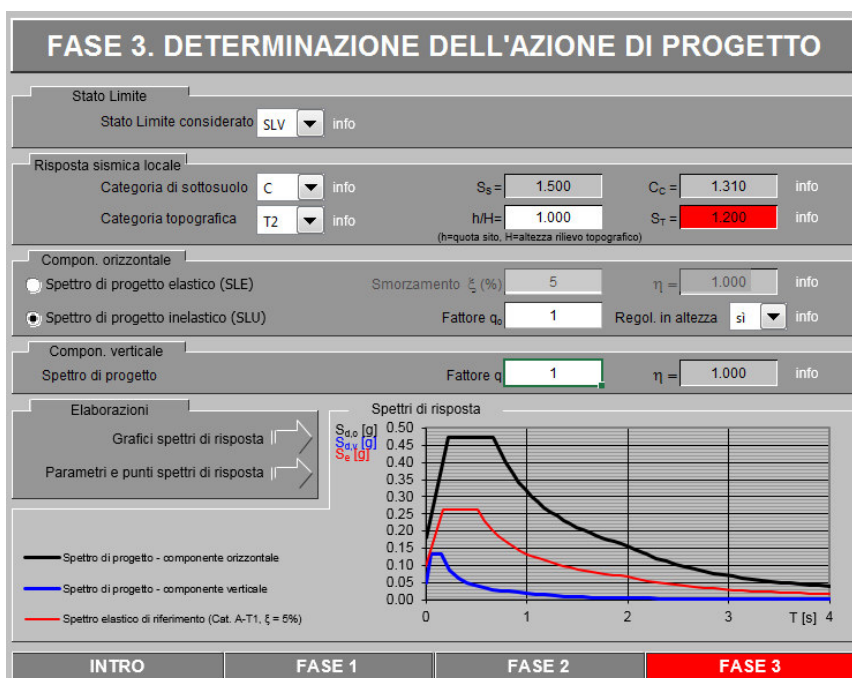 FASE 3. DETERMINAZIONE DELL'AZIONE DI PROGETTO
Stato Limite
Stato Limite considerato SLV info
Risposta sismica locale
Categoria di sottosuolo C info S_S = 1.500 C_C = 1.310 info
Categoria topografica T2 info h/H= 1.000 S_T = 1.200 info
(h=quota sito, H=altezza rilievo topografico)
Compon. orizzontale
Spettro di progetto elastico (SLE) Smorzamento ξ (%) 5 η = 1.000 info
Spettro di progetto inelastico (SLU) Fattore q_o 1 Regol. in altezza sì info
Compon. verticale
Spettro di progetto Fattore q 1 η = 1.000 info
Elaborazioni
Grafici spettri di risposta
Parametri e punti spettri di risposta
Spettri di risposta
S_d,o [g]
S_d,v [g]
S_e [g]
0.50
0.45
0.40
0.35
0.30
0.25
0.20
0.15
0.10
0.05
0.00
0 1 2 3 T [s] 4
Spettro di progetto - componente orizzontale
Spettro di progetto - componente verticale
Spettro elastico di riferimento (Cat. A-T1, ξ = 5%)
INTRO FASE 1 FASE 2 FASE 3